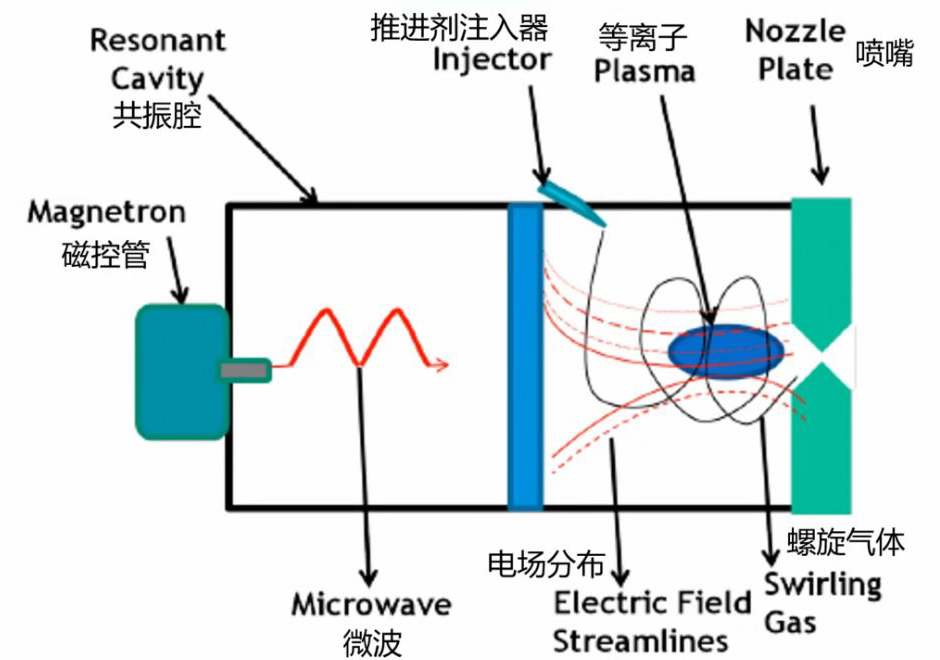 Resonant
Cavity
共振腔
推进剂注入器
Injector
等离子
Plasma
Nozzle
Plate
喷嘴
Magnetron
磁控管
电场分布
Electric Field
Streamlines
螺旋气体
Swirling
Gas
Microwave
微波